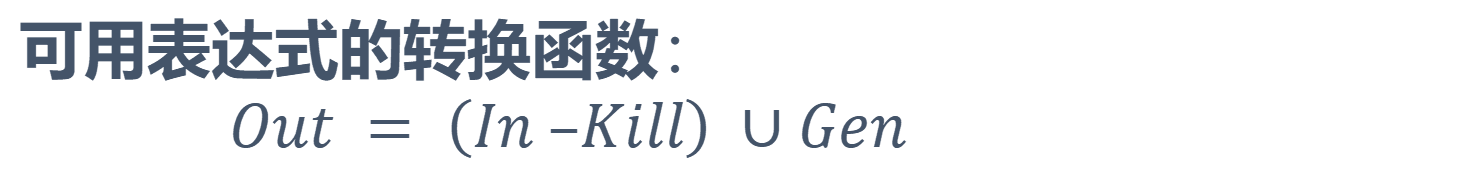 可用表达式的转换函数：
Out = (In –Kill) ∪ Gen